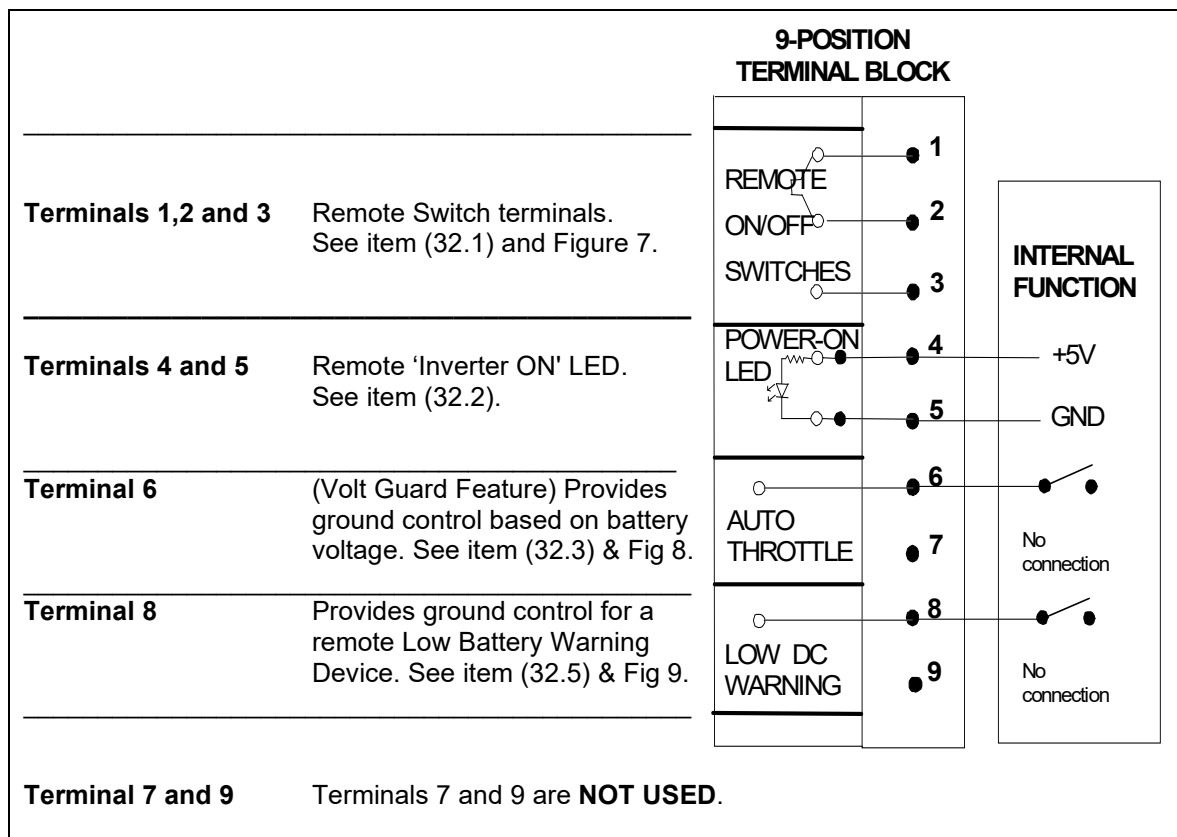 9-POSITION
TERMINAL BLOCK
Terminals 1,2 and 3 Remote Switch terminals.
See item (32.1) and Figure 7.
Terminals 4 and 5 Remote ‘Inverter ON' LED.
See item (32.2).
Terminal 6 (Volt Guard Feature) Provides
ground control based on battery
voltage. See item (32.3) & Fig 8.
Terminal 8 Provides ground control for a
remote Low Battery Warning
Device. See item (32.5) & Fig 9.
Terminal 7 and 9 Terminals 7 and 9 are NOT USED.
REMOTE
ON/OFF
SWITCHES
POWER-ON
LED
AUTO
THROTTLE
LOW DC
WARNING
1
2
3
4
5
6
7
8
9
INTERNAL
FUNCTION
+5V
GND
No
connection
No
connection